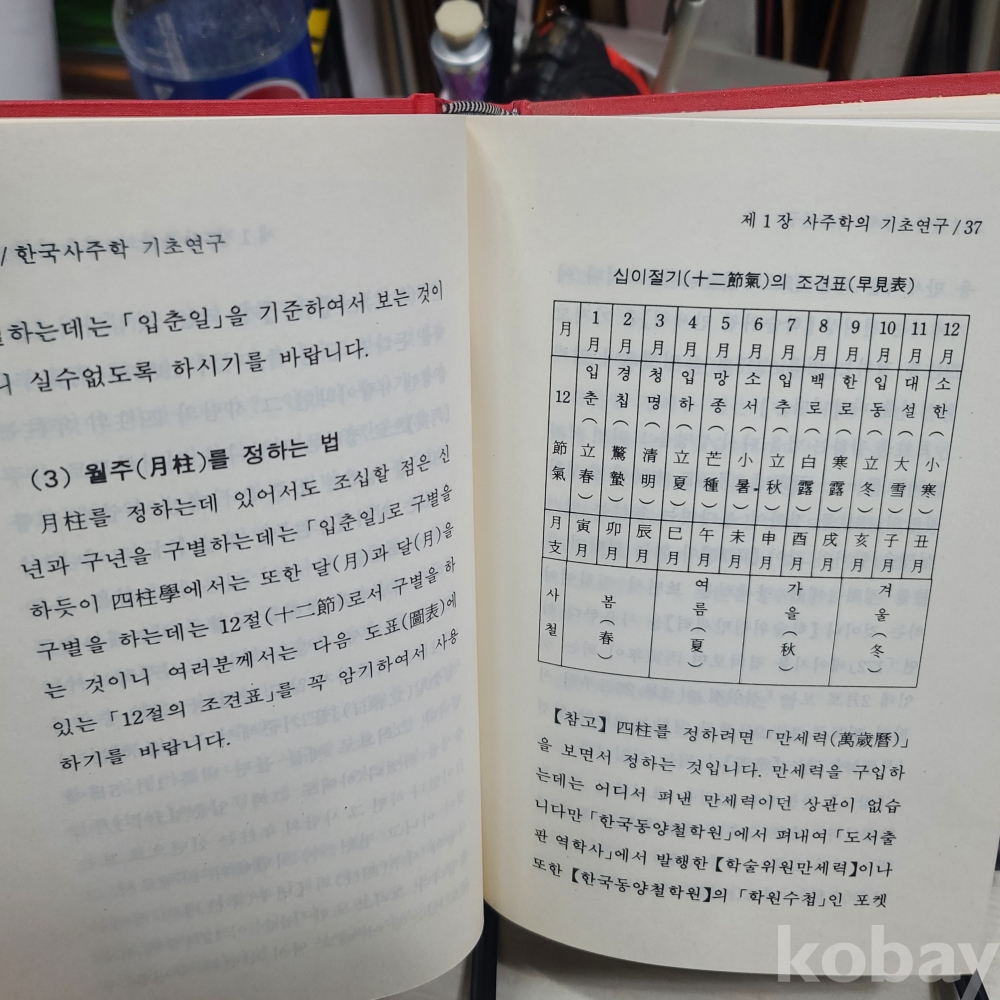 /한국사주학 기초연구
하는데는 「입춘일」을 기준하여서 보는 것이
니 실수없도록 하시기를 바랍니다.
(3) 월주(月柱)를 정하는 법
月柱를 정하는데 있어서도 조심할 점은 신
년과 구년을 구별하는데는 「입춘일」로 구별을
하듯이 四柱學에서는 또한 달(月)과 달(月)을
구별을 하는데는 12절(十二節)로서 구별을 하
는 것이니 여러분께서는 다음 도표(圖表)에
있는 「12절의 조견표」를 꼭 암기하여서 사용
하기를 바랍니다.
제 1 장 사주학의 기초연구/37
십이절기(十二節氣)의 조견표(早見表)
月 1月 2月 3月 4月 5月 6月 7月 8月 9月 10月 11月 12月
12節氣 입춘(立春) 경칩(驚蟄) 청명(清明) 입하(立夏) 망종(芒種) 소서(小暑) 입추(立秋) 백로(白露) 한로(寒露) 입동(立冬) 대설(大雪) 소한(小寒)
月支 寅月 卯月 辰月 巳月 午月 未月 申月 酉月 戌月 亥月 子月 丑月
사철 봄(春) 여름(夏) 가을(秋) 겨울(冬)
【참고】 四柱를 정하려면 「만세력(萬歲曆)」
을 보면서 정하는 것입니다. 만세력을 구입하
는데는 어디서 펴낸 만세력이던 상관이 없습
니다만 「한국동양철학원」에서 펴내여 「도서출
판 역학사」에서 발행한 【학술위원만세력】이나
또한 【한국동양철학원】의 「학원수첩」인 포켓
kobay